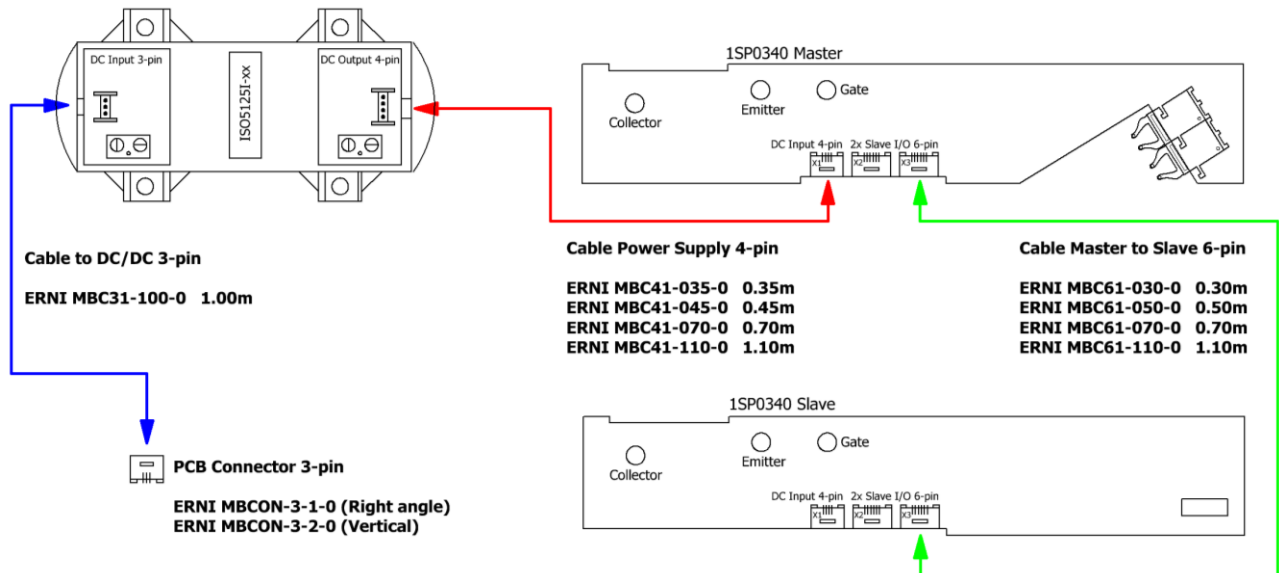 DC Input 3-pin
ISO5125I-xx
DC Output 4-pin
1SP0340 Master
Collector
Emitter
Gate
DC Input 4-pin 2x Slave I/O 6-pin
X1 X2 X3
Cable to DC/DC 3-pin
ERNI MBC31-100-0 1.00m
Cable Power Supply 4-pin
ERNI MBC41-035-0 0.35m
ERNI MBC41-045-0 0.45m
ERNI MBC41-070-0 0.70m
ERNI MBC41-110-0 1.10m
Cable Master to Slave 6-pin
ERNI MBC61-030-0 0.30m
ERNI MBC61-050-0 0.50m
ERNI MBC61-070-0 0.70m
ERNI MBC61-110-0 1.10m
PCB Connector 3-pin
ERNI MBCON-3-1-0 (Right angle)
ERNI MBCON-3-2-0 (Vertical)
1SP0340 Slave
Collector
Emitter
Gate
DC Input 4-pin 2x Slave I/O 6-pin
X1 X2 X3